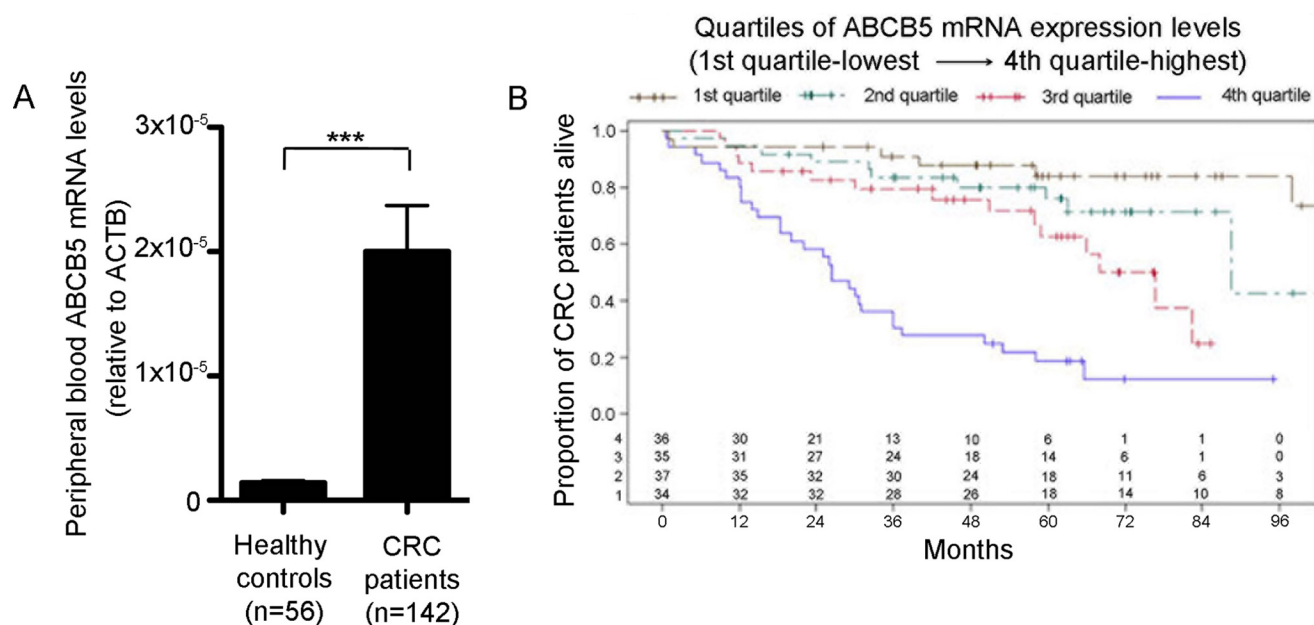 A
Peripheral blood ABCB5 mRNA levels
(relative to ACTB)
3x10-5
2x10-5
1x10-5
0
***
Healthy
controls
(n=56)
CRC
patients
(n=142)
B
Quartiles of ABCB5 mRNA expression levels
(1st quartile-lowest → 4th quartile-highest)
1st quartile 2nd quartile 3rd quartile 4th quartile
Proportion of CRC patients alive
1.0
0.8
0.6
0.4
0.2
0.0
4 36 30 21 13 10 6 1 1 0
3 35 31 27 24 18 14 6 1 0
2 37 35 32 30 24 18 11 6 3
1 34 32 32 28 26 18 14 10 8
0 12 24 36 48 60 72 84 96
Months